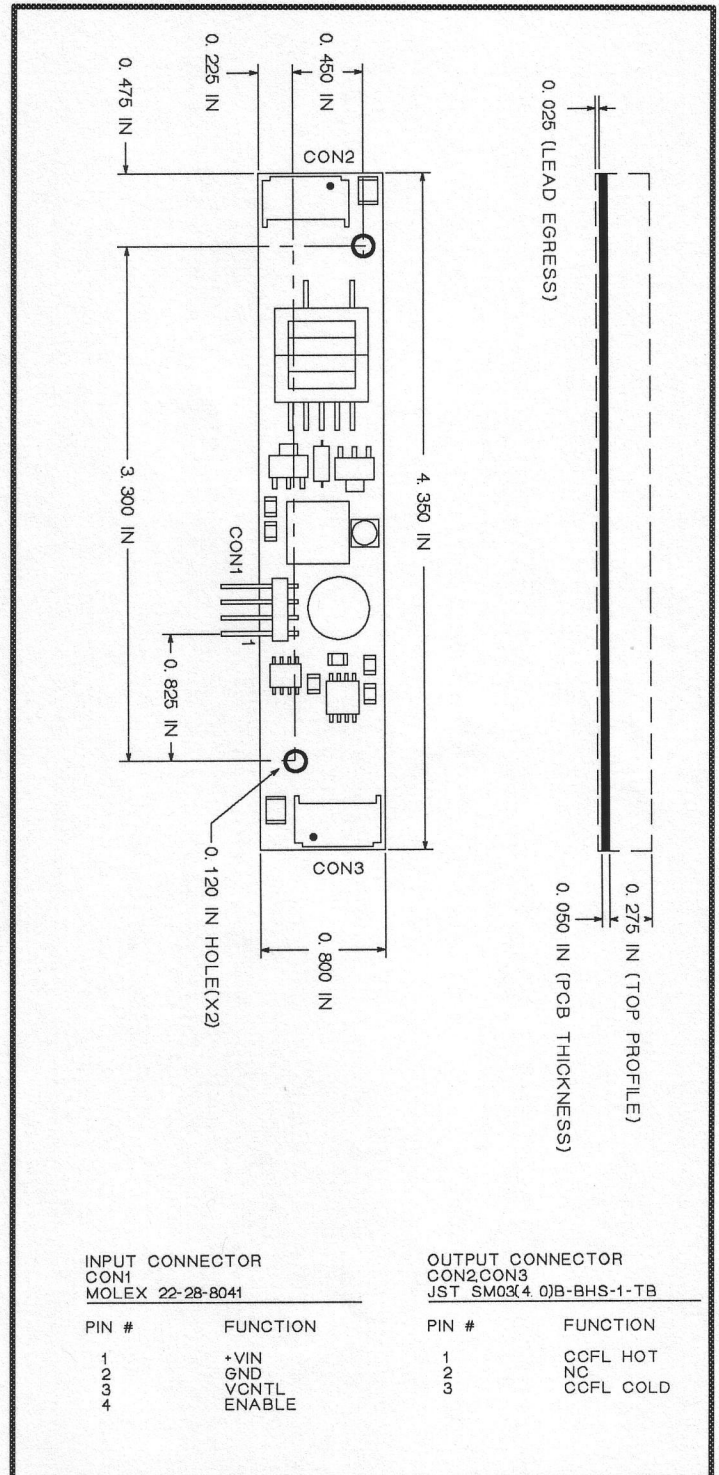 0.025 (LEAD EGRESS)
0.050 IN (PCB THICKNESS)
0.275 IN (TOP PROFILE)
0.475 IN
0.225 IN
0.450 IN
CON2
4.350 IN
3.300 IN
CON1
1
0.825 IN
0.120 IN HOLE(X2)
CON3
0.800 IN
INPUT CONNECTOR
CON1
MOLEX 22-28-8041
PIN # FUNCTION
1 +VIN
2 GND
3 VCNTL
4 ENABLE
OUTPUT CONNECTOR
CON2,CON3
JST SM03(4.0)B-BHS-1-TB
PIN # FUNCTION
1 CCFL HOT
2 NC
3 CCFL COLD